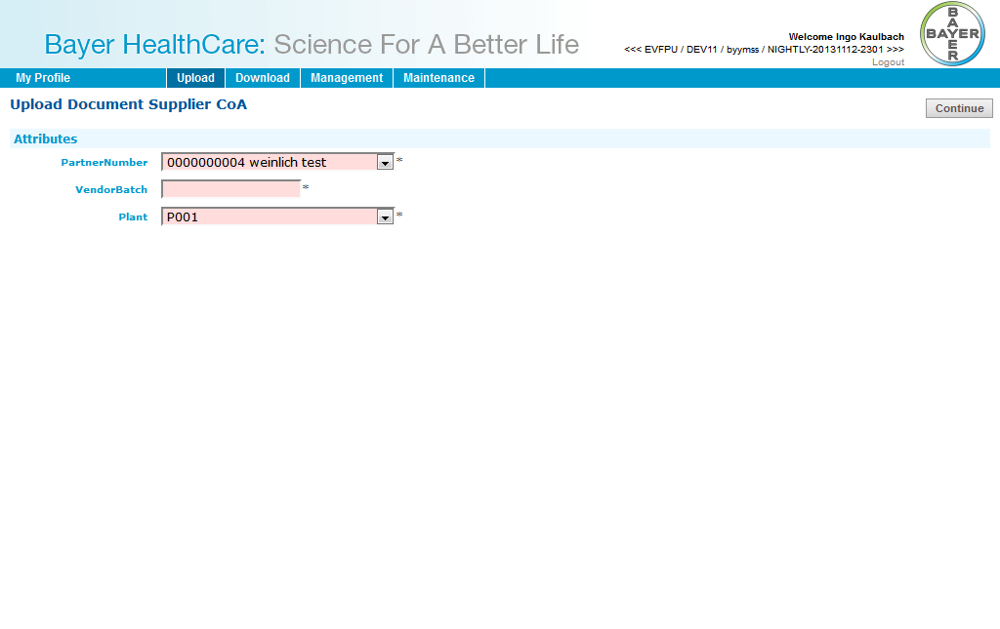 Bayer HealthCare: Science For A Better Life
Welcome Ingo Kaulbach
<<< EVFPU / DEV11 / byymss / NIGHTLY-20131112-2301 >>>
Logout
BAYER
BAYER
My Profile Upload Download Management Maintenance
Upload Document Supplier CoA
Continue
Attributes
PartnerNumber 0000000004 weinlich test *
VendorBatch *
Plant P001 *